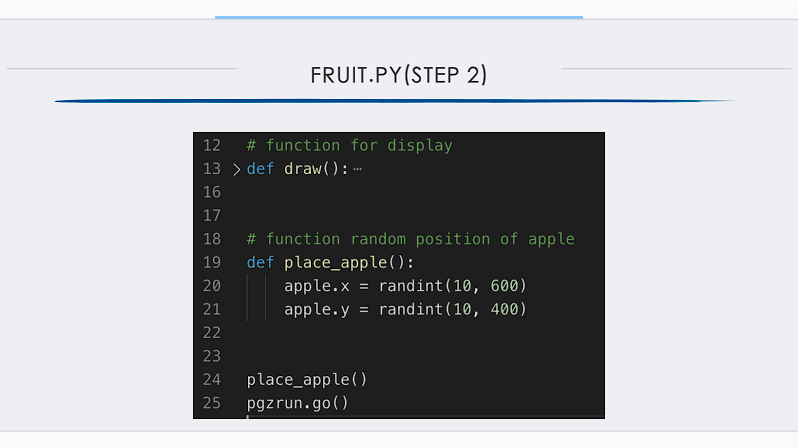 FRUIT.PY(STEP 2)
12 # function for display
13 > def draw(): ⋯
16
17
18 # function random position of apple
19 def place_apple():
20     apple.x = randint(10, 600)
21     apple.y = randint(10, 400)
22
23
24 place_apple()
25 pgzrun.go()